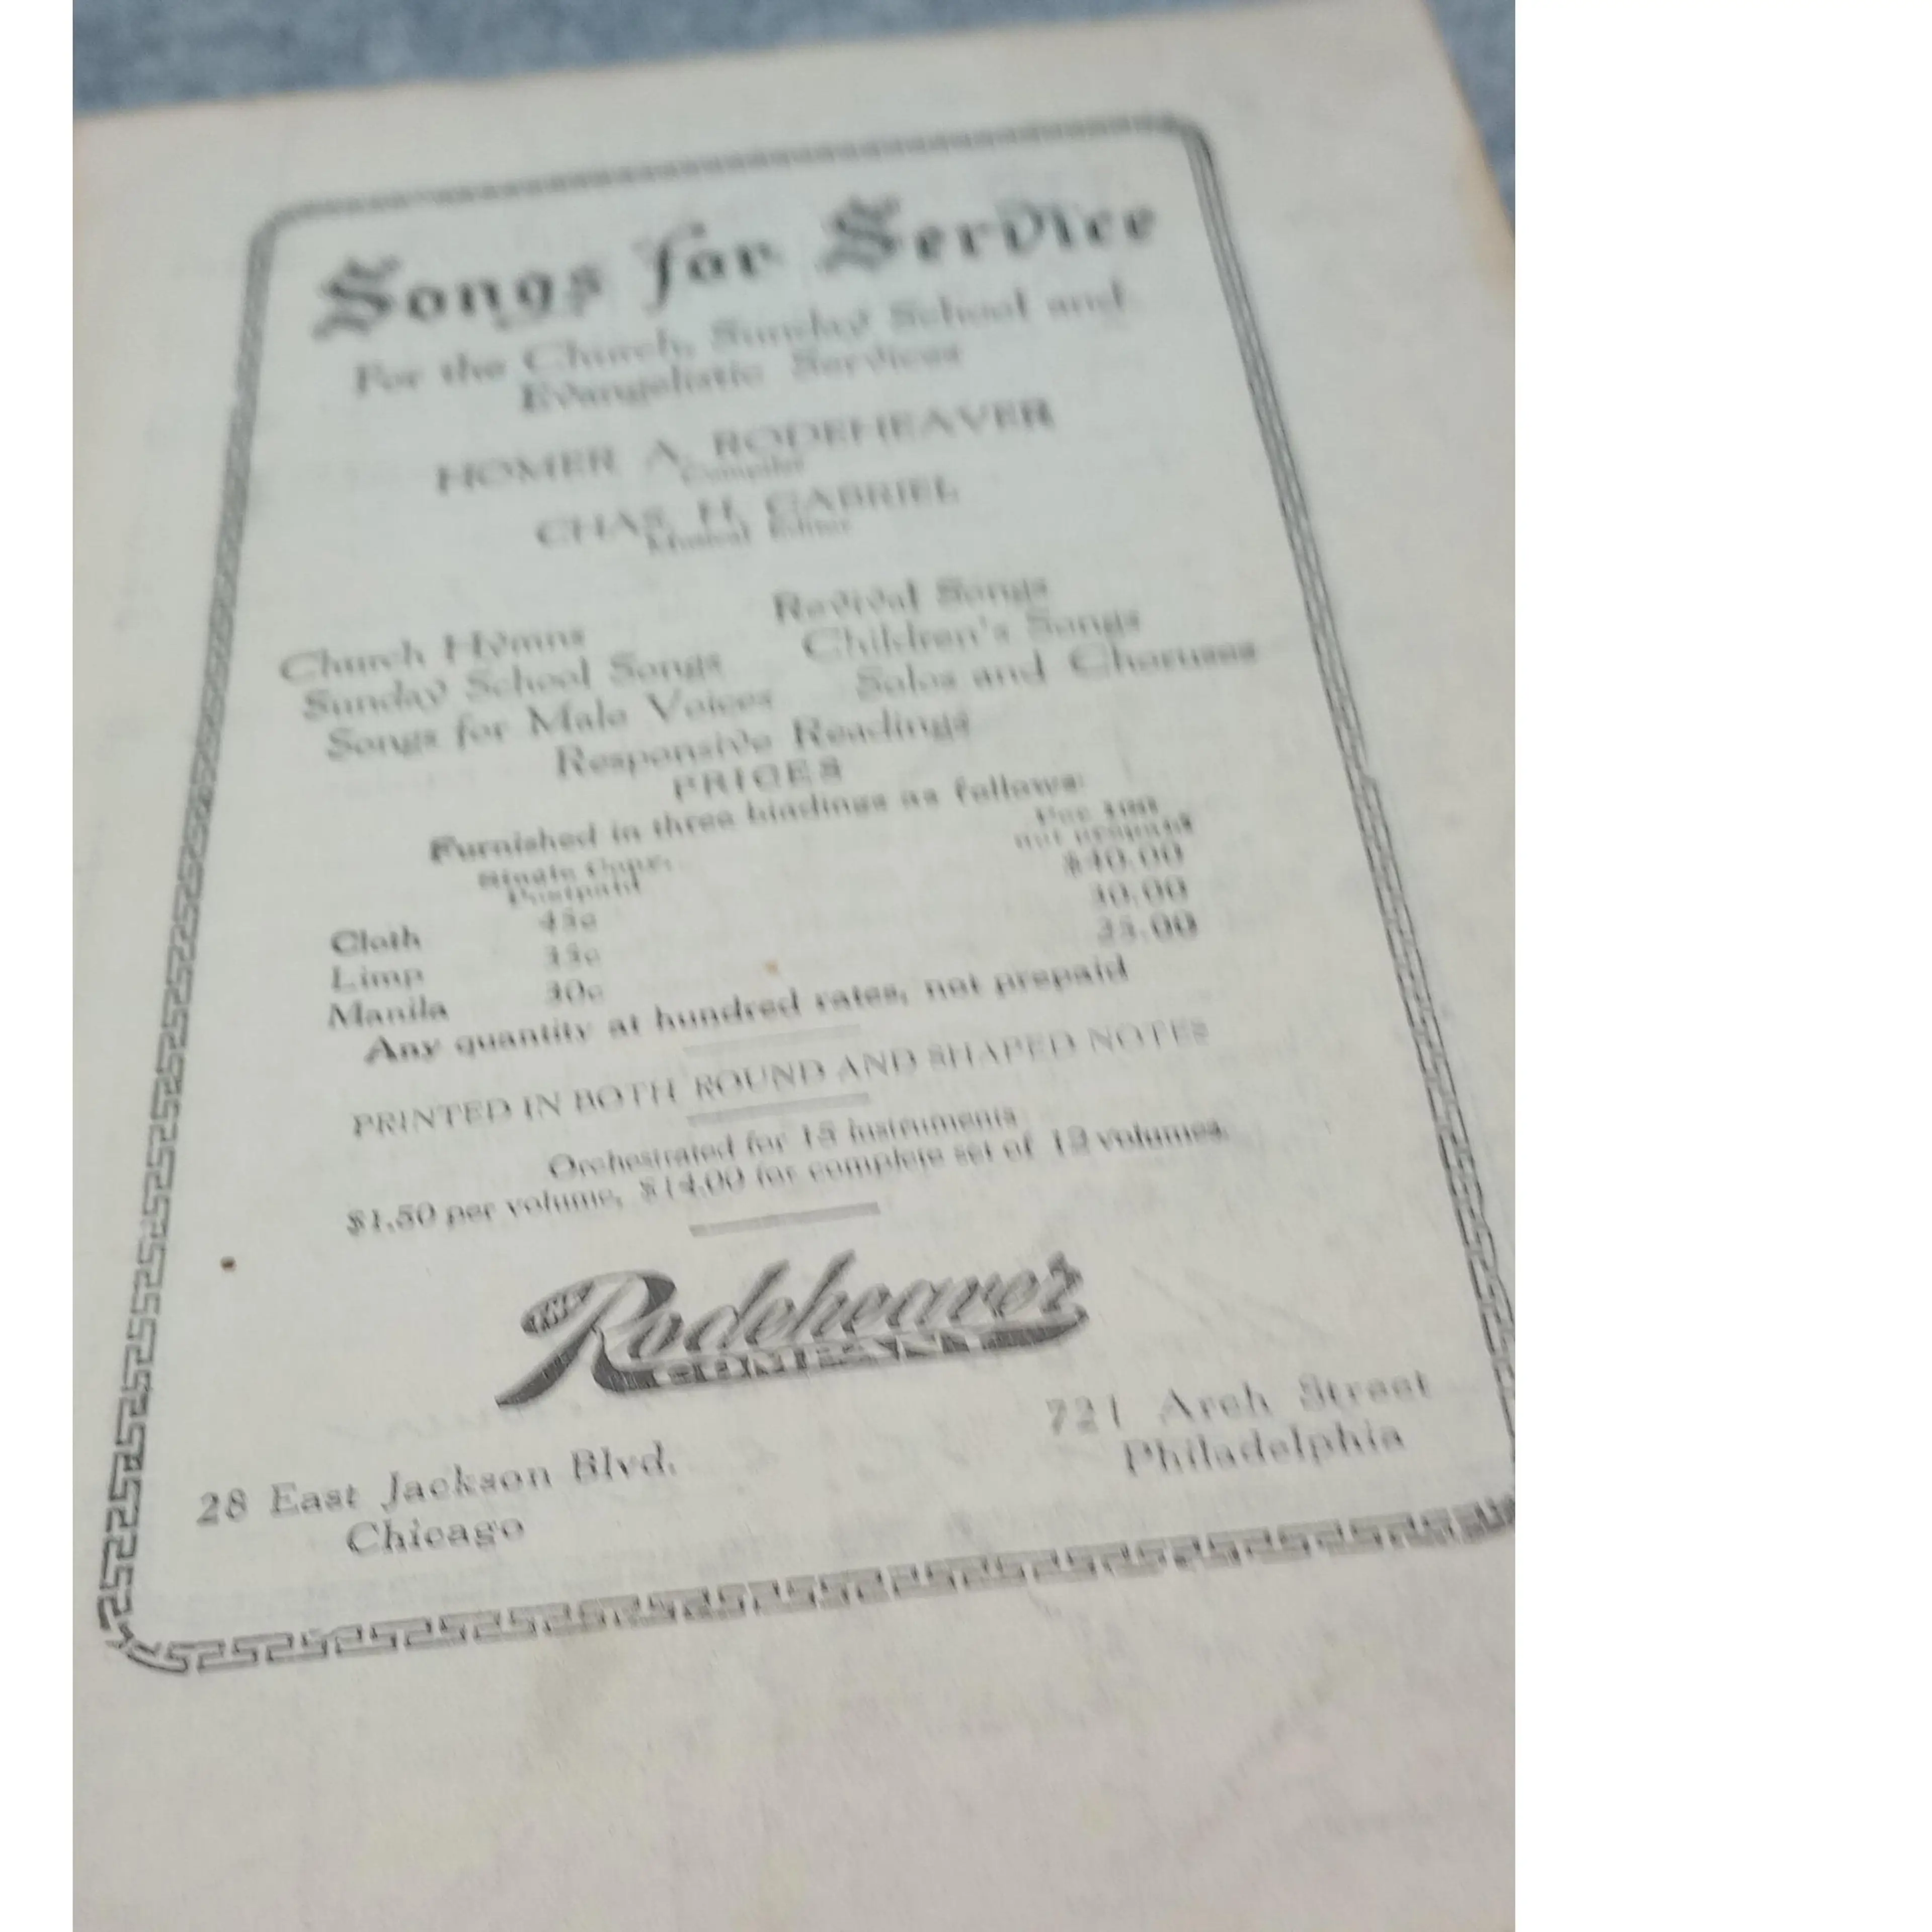 Songs for Service
For the Church, Sunday School and
Evangelistic Services
HOMER A. RODEHEAVER
Compiler
CHAS. H. GABRIEL
Musical Editor
Church Hymns Revival Songs
Sunday School Songs Children's Songs
Songs for Male Voices Solos and Choruses
Responsive Readings
PRICES
Furnished in three bindings as follows:
Single Copy, Per 100
Postpaid not prepaid
Cloth 45c $40.00
Limp 35c 30.00
Manila 30c 25.00
Any quantity at hundred rates, not prepaid
PRINTED IN BOTH ROUND AND SHAPED NOTES
Orchestrated for 15 instruments
$1.50 per volume, $14.00 for complete set of 12 volumes.
THE Rodeheaver
COMPANY
28 East Jackson Blvd. 721 Arch Street
Chicago Philadelphia